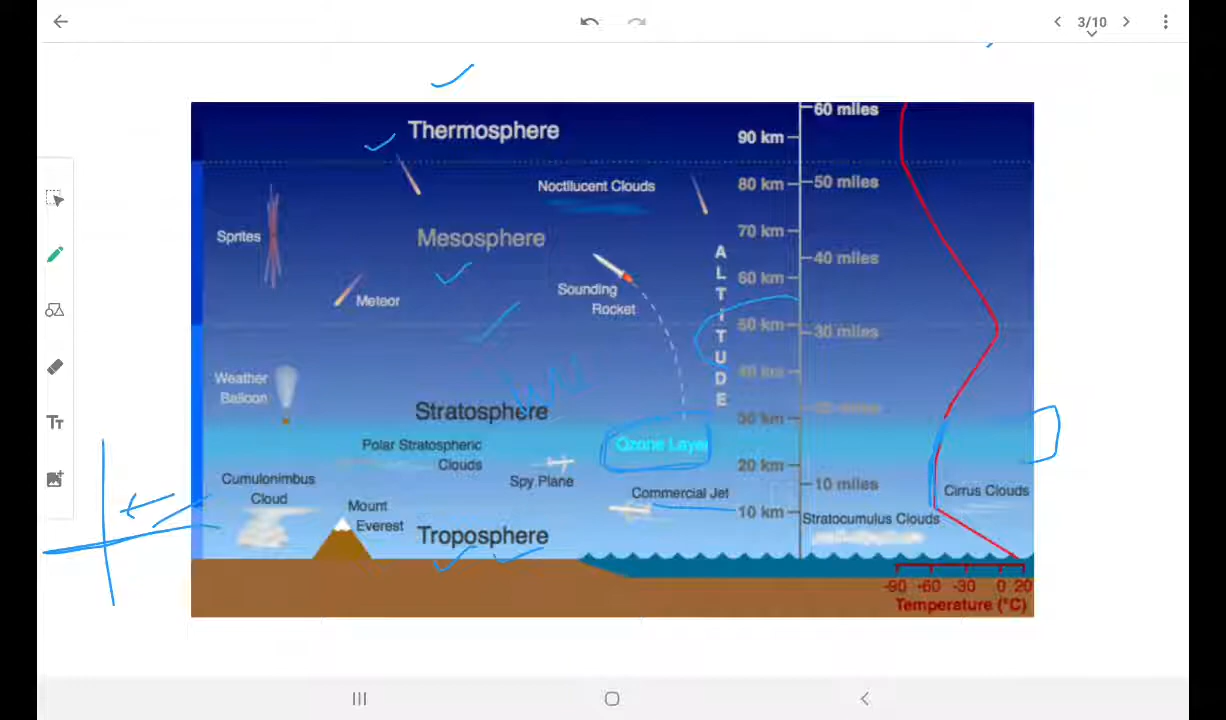 3/10
60 miles
Thermosphere
90 km
Noctilucent Clouds
80 km
50 miles
Sprites
Mesosphere
70 km
ALTITUDE
40 miles
60 km
Sounding
Rocket
Meteor
50 km
30 miles
Weather
Balloon
40 km
Stratosphere
30 km
Ozone Layer
Polar Stratospheric
Clouds
20 km
Spy Plane
Cumulonimbus
Cloud
10 miles
Cirrus Clouds
Commercial Jet
Mount
Everest
10 km
Stratocumulus Clouds
Troposphere
-90 -60 -30 0 20
Temperature (°C)
Tт